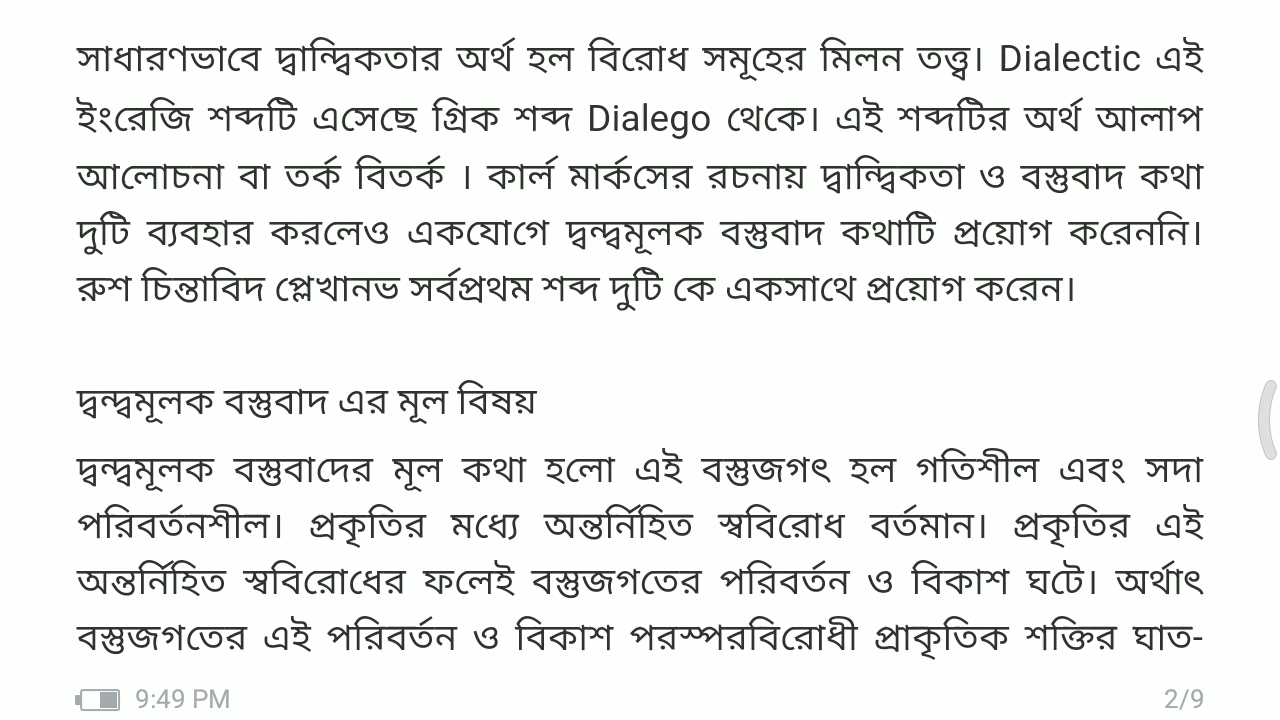 সাধারণভাবে দ্বান্দ্বিকতার অর্থ হল বিরোধ সমূহের মিলন তত্ত্ব। Dialectic এই
ইংরেজি শব্দটি এসেছে গ্রিক শব্দ Dialego থেকে। এই শব্দটির অর্থ আলাপ
আলোচনা বা তর্ক বিতর্ক । কার্ল মার্কসের রচনায় দ্বান্দ্বিকতা ও বস্তুবাদ কথা
দুটি ব্যবহার করলেও একযোগে দ্বন্দ্বমূলক বস্তুবাদ কথাটি প্রয়োগ করেননি।
রুশ চিন্তাবিদ প্লেখানভ সর্বপ্রথম শব্দ দুটি কে একসাথে প্রয়োগ করেন।
দ্বন্দ্বমূলক বস্তুবাদ এর মূল বিষয়
দ্বন্দ্বমূলক বস্তুবাদের মূল কথা হলো এই বস্তুজগৎ হল গতিশীল এবং সদা
পরিবর্তনশীল। প্রকৃতির মধ্যে অন্তর্নিহিত স্ববিরোধ বর্তমান। প্রকৃতির এই
অন্তর্নিহিত স্ববিরোধের ফলেই বস্তুজগতের পরিবর্তন ও বিকাশ ঘটে। অর্থাৎ
বস্তুজগতের এই পরিবর্তন ও বিকাশ পরস্পরবিরোধী প্রাকৃতিক শক্তির ঘাত-
9:49 PM 2/9